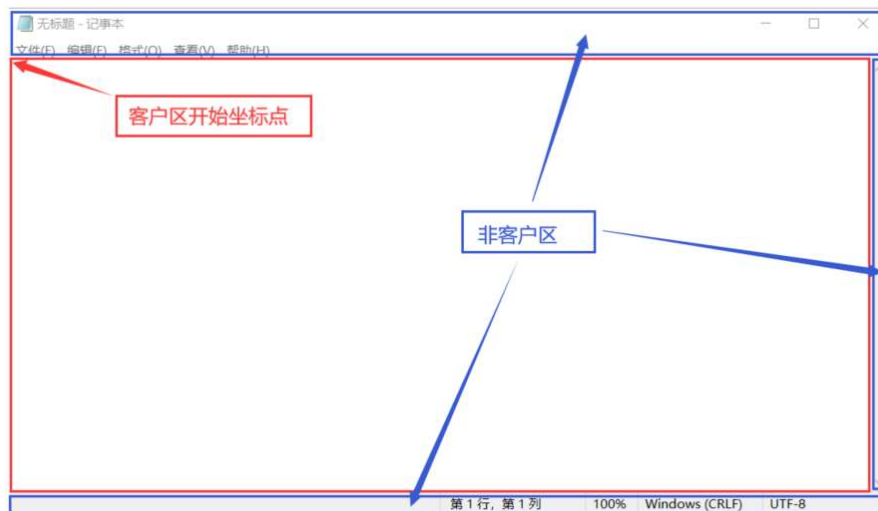 无标题 - 记事本
文件(F) 编辑(E) 格式(O) 查看(V) 帮助(H)
客户区开始坐标点
非客户区
第 1 行，第 1 列 100% Windows (CRLF) UTF-8